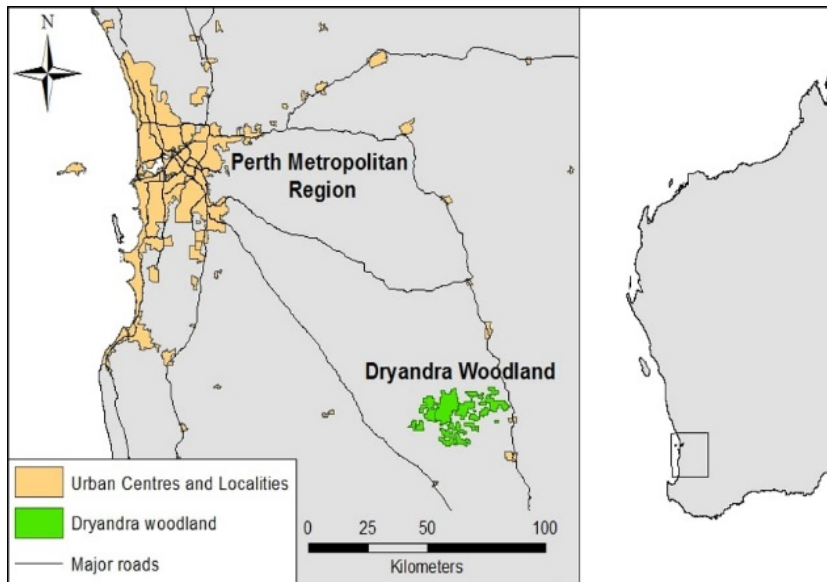 N
Perth Metropolitan
Region
Dryandra Woodland
Urban Centres and Localities
Dryandra woodland
Major roads
0 25 50 100
Kilometers